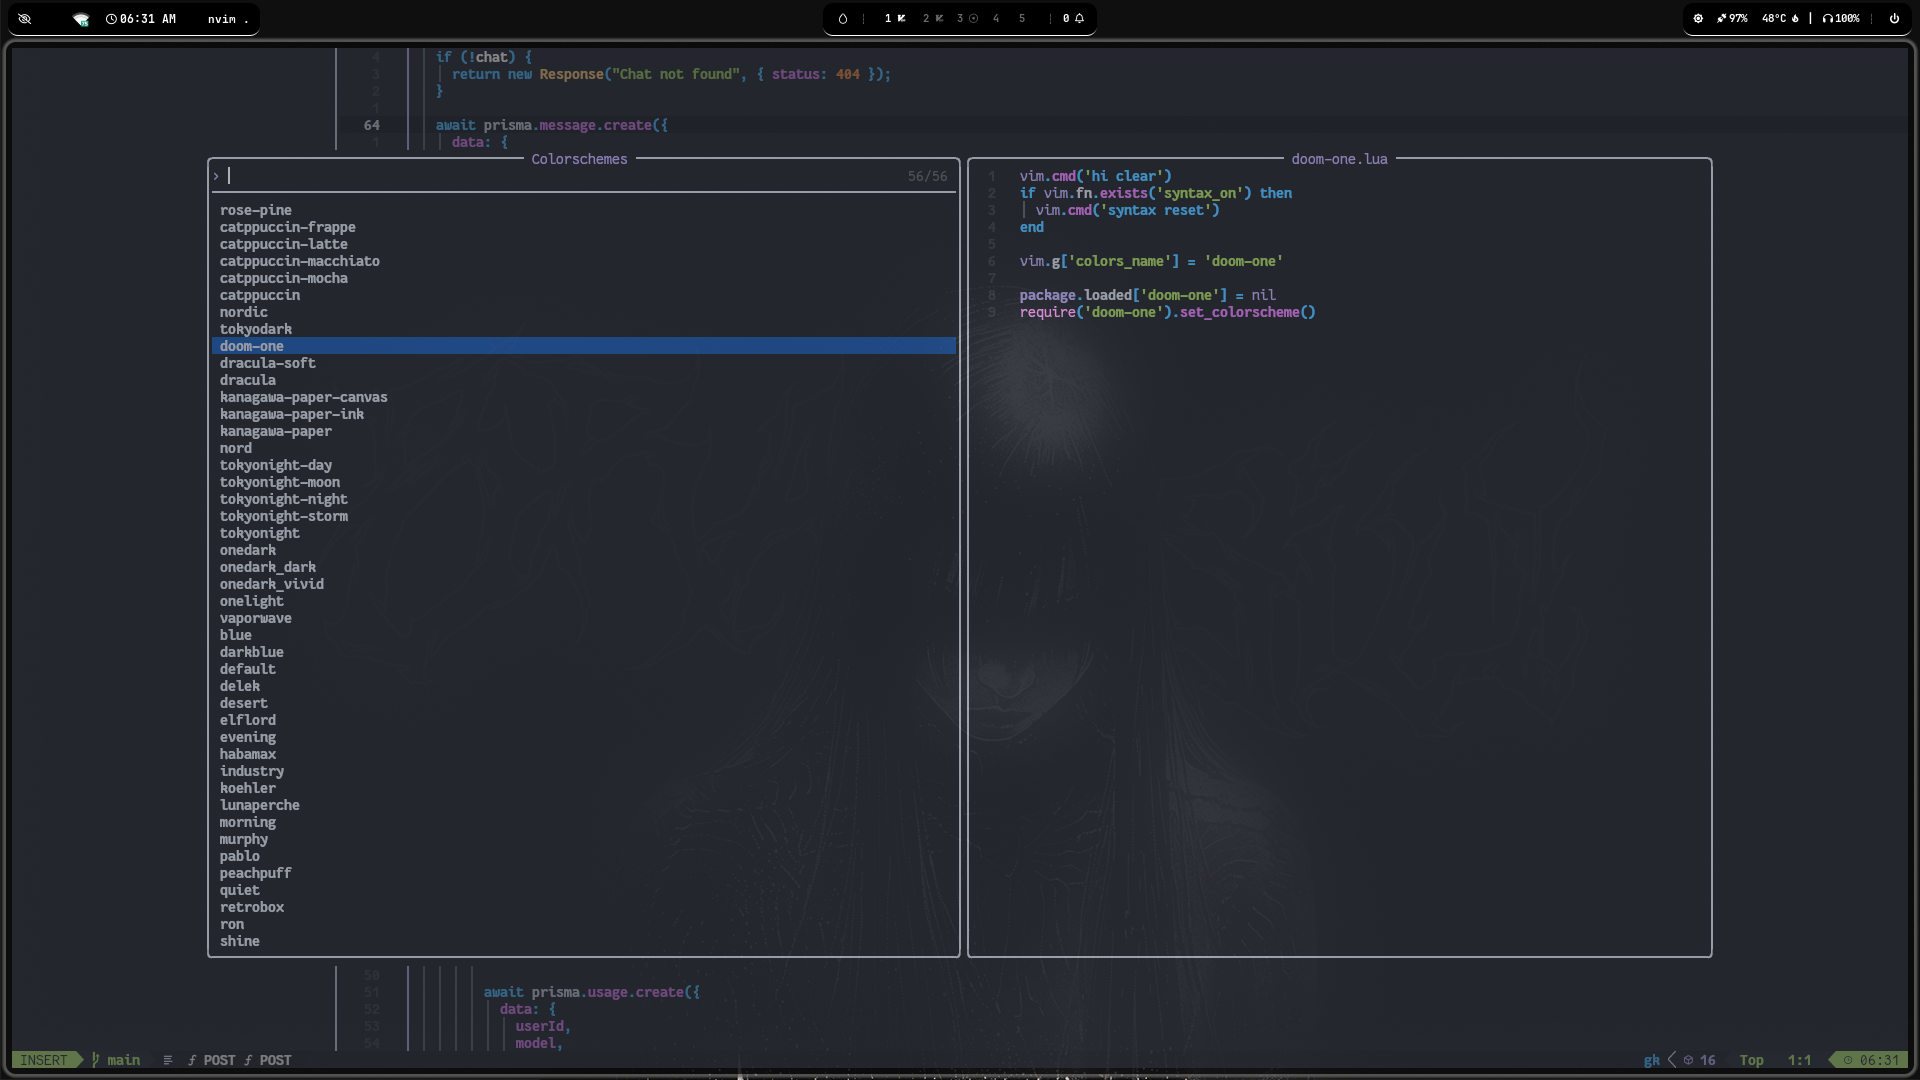 06:31 AM nvim .
1 2 3 4 5 0
97% 48°C 100%
4 if (!chat) {
3 return new Response("Chat not found", { status: 404 });
2 }
1
64 await prisma.message.create({
1 data: {
Colorschemes
> 56/56
rose-pine
catppuccin-frappe
catppuccin-latte
catppuccin-macchiato
catppuccin-mocha
catppuccin
nordic
tokyodark
doom-one
dracula-soft
dracula
kanagawa-paper-canvas
kanagawa-paper-ink
kanagawa-paper
nord
tokyonight-day
tokyonight-moon
tokyonight-night
tokyonight-storm
tokyonight
onedark
onedark_dark
onedark_vivid
onelight
vaporwave
blue
darkblue
default
delek
desert
elflord
evening
habamax
industry
koehler
lunaperche
morning
murphy
pablo
peachpuff
quiet
retrobox
ron
shine
doom-one.lua
1 vim.cmd('hi clear')
2 if vim.fn.exists('syntax_on') then
3 vim.cmd('syntax reset')
4 end
5
6 vim.g['colors_name'] = 'doom-one'
7
8 package.loaded['doom-one'] = nil
9 require('doom-one').set_colorscheme()
50
51 await prisma.usage.create({
52 data: {
53 userId,
54 model,
INSERT main ƒ POST ƒ POST
gk 16 Top 1:1 06:31